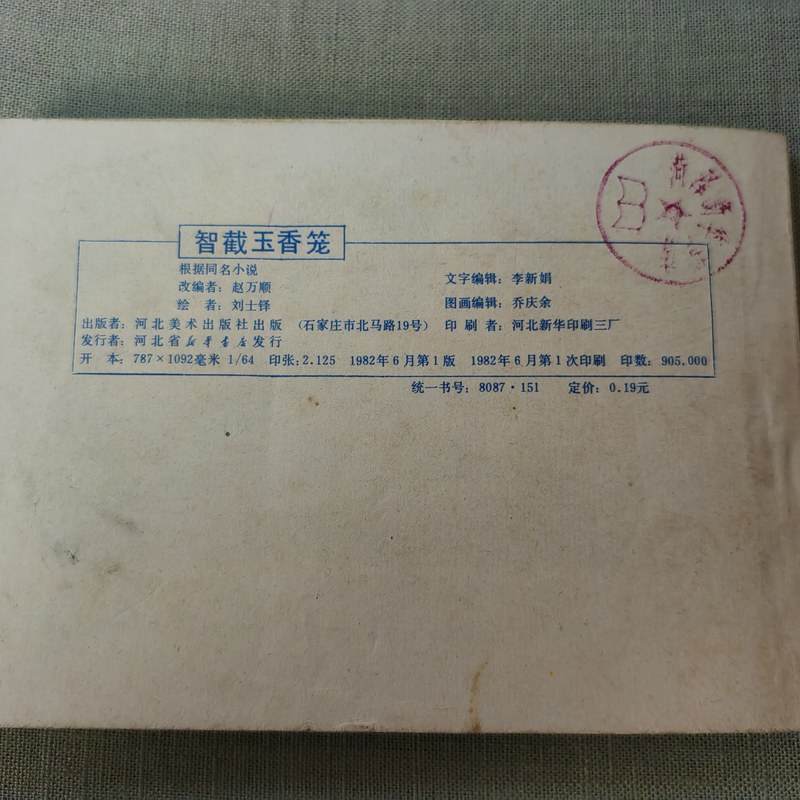 智截玉香笼
根据同名小说
改编者：赵万顺
绘　者：刘士铎
文字编辑：李新娟
图画编辑：乔庆余
出版者：河北美术出版社出版 （石家庄市北马路19号） 印 刷 者：河北新华印刷三厂
发行者：河北省新华书店发行
开　本：787×1092毫米 1/64　印张：2.125　1982年6月第1版　1982年6月第1次印刷　印数：905.000
统一书号：8087·151　定价：0.19元